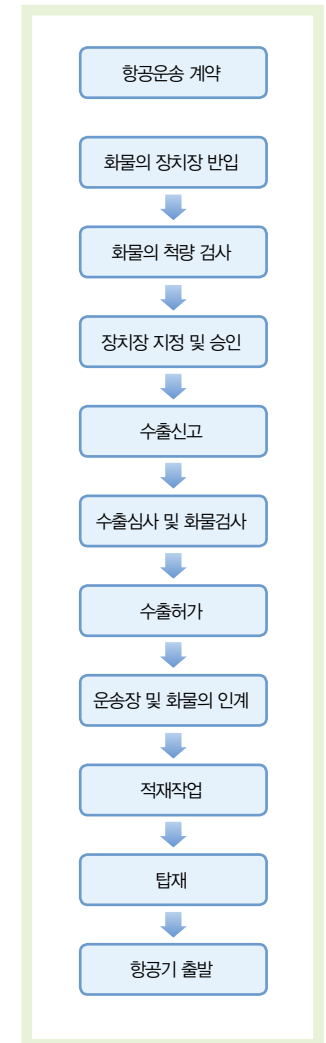 항공운송 계약
화물의 장치장 반입
화물의 척량 검사
장치장 지정 및 승인
수출신고
수출심사 및 화물검사
수출허가
운송장 및 화물의 인계
적재작업
탑재
항공기 출발